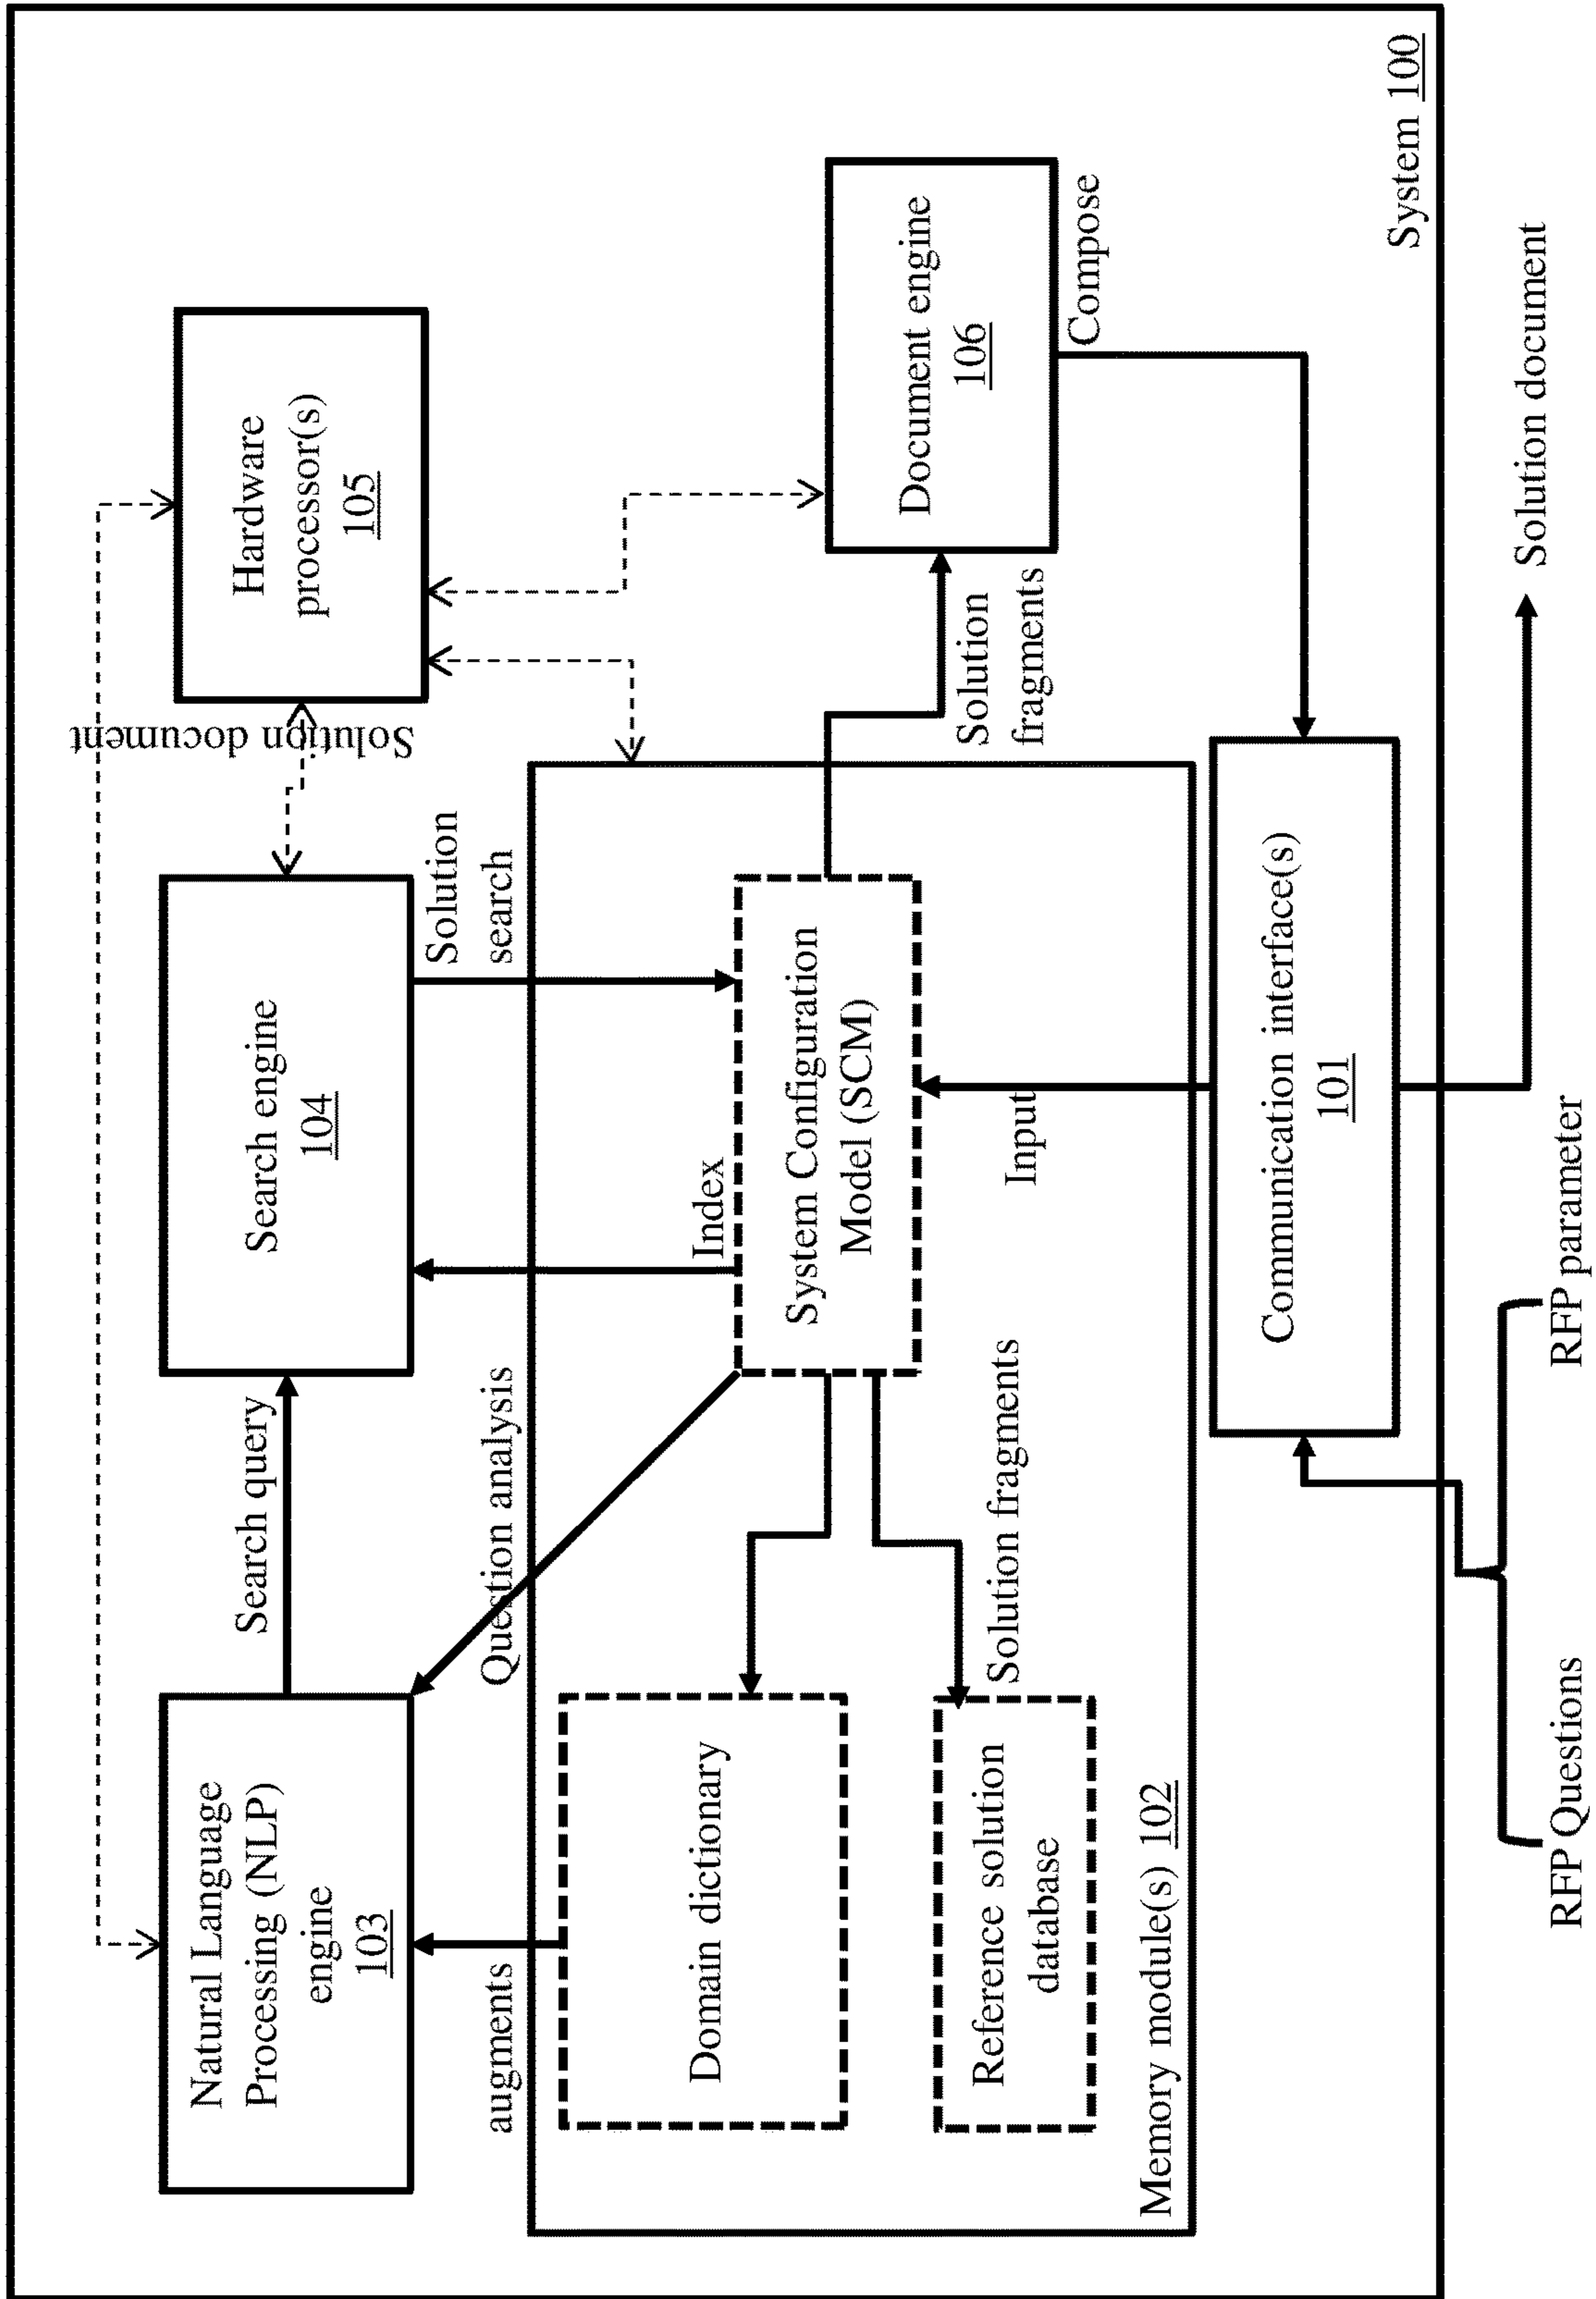 Natural Language
Processing (NLP)
engine
103
Search query
Search engine
104
Solution document
Hardware
processor(s)
105
augments
Question analysis
Index
Solution
search
Domain dictionary
System Configuration
Model (SCM)
Reference solution
database
Solution fragments
Input
Solution
fragments
Document engine
106
Compose
Memory module(s) 102
Communication interface(s)
101
System 100
RFP Questions
RFP parameter
Solution document